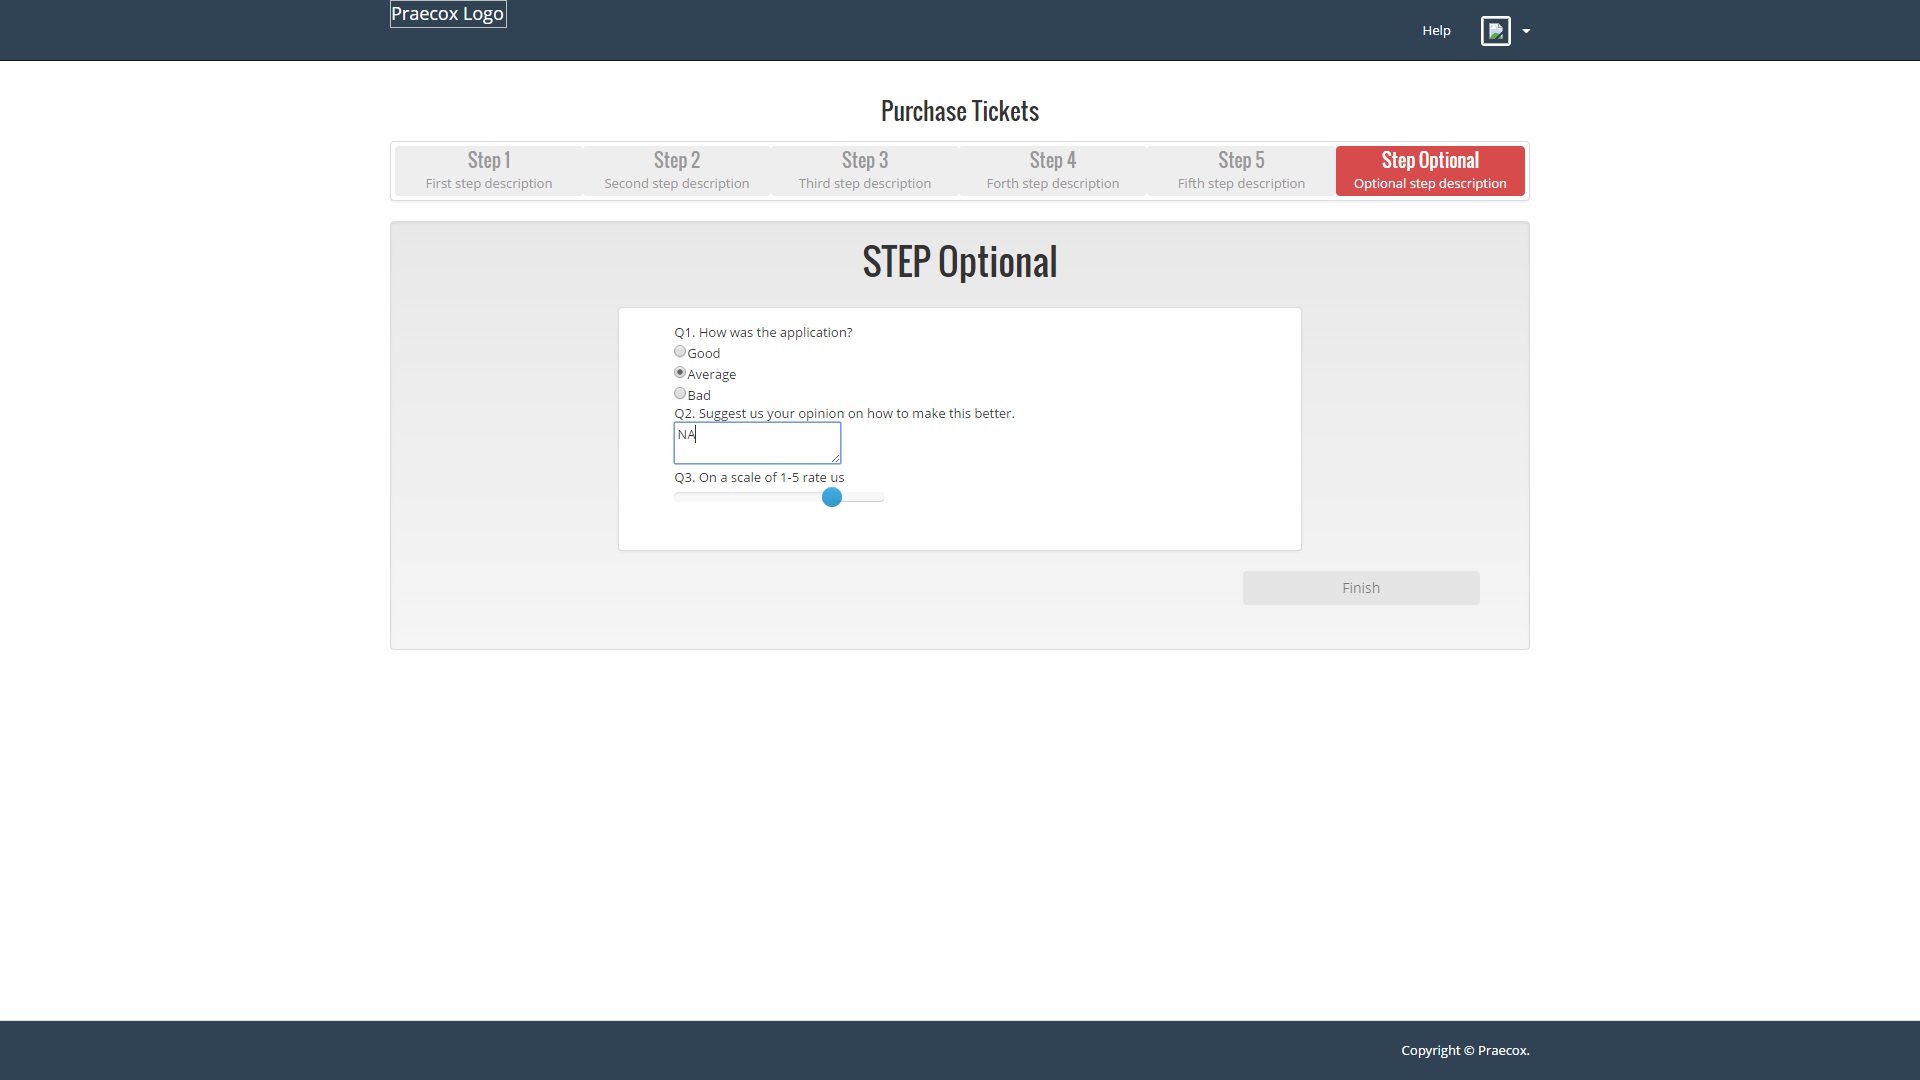 Praecox Logo
Help
Purchase Tickets
Step 1
First step description
Step 2
Second step description
Step 3
Third step description
Step 4
Forth step description
Step 5
Fifth step description
Step Optional
Optional step description
STEP Optional
Q1. How was the application?
Good
Average
Bad
Q2. Suggest us your opinion on how to make this better.
NA
Q3. On a scale of 1-5 rate us
Finish
Copyright © Praecox.